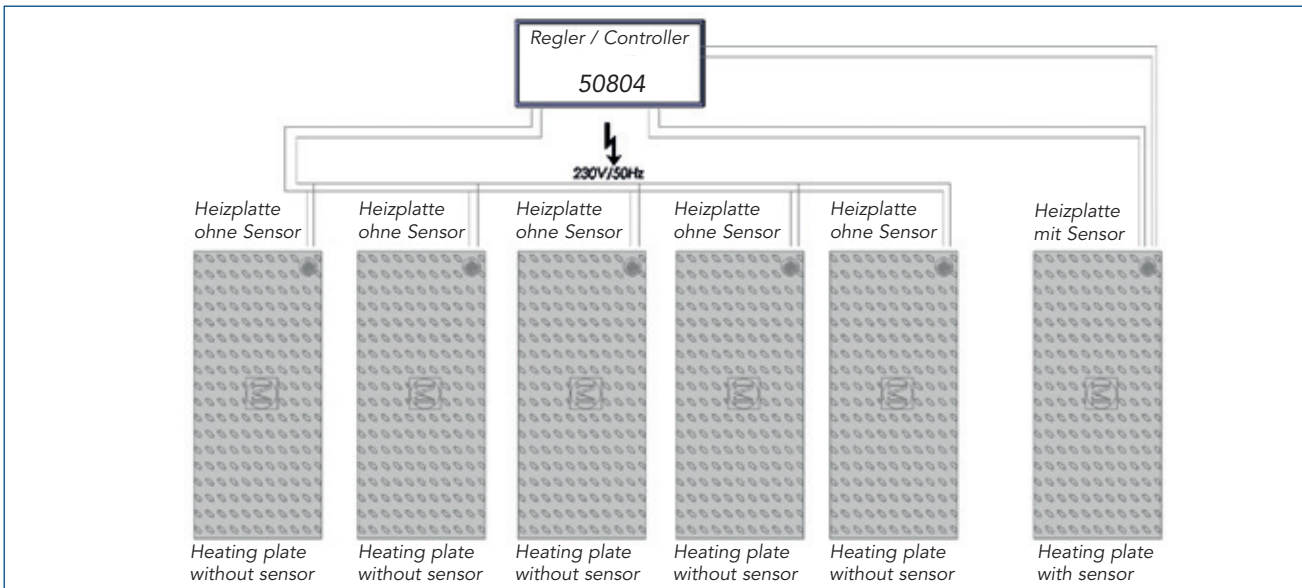 Regler / Controller
50804
230V/50Hz
Heizplatte
ohne Sensor
Heizplatte
ohne Sensor
Heizplatte
ohne Sensor
Heizplatte
ohne Sensor
Heizplatte
ohne Sensor
Heizplatte
mit Sensor
Heating plate
without sensor
Heating plate
without sensor
Heating plate
without sensor
Heating plate
without sensor
Heating plate
without sensor
Heating plate
with sensor